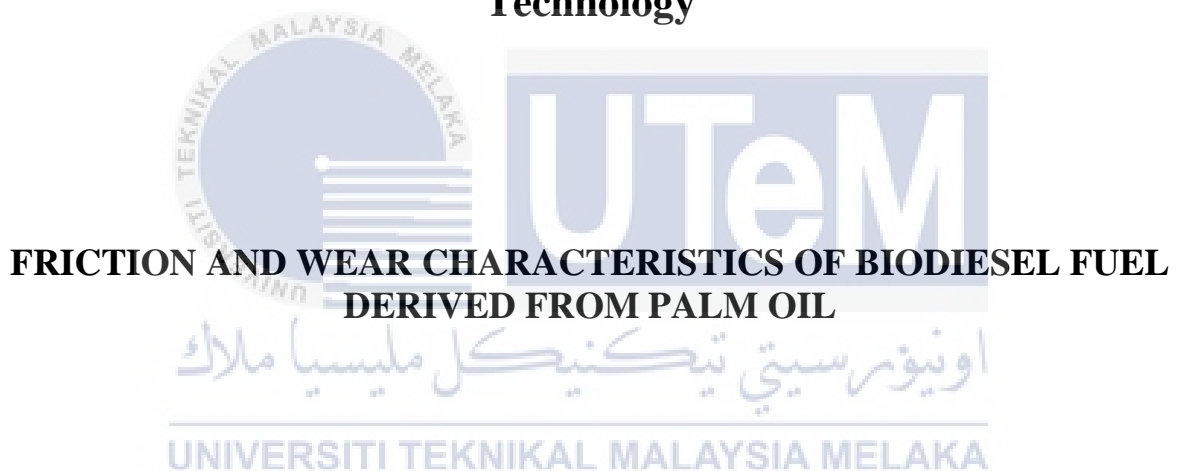 Technology
UNIVERSITI TEKNIKAL MALAYSIA MELAKA
UTeM
FRICTION AND WEAR CHARACTERISTICS OF BIODIESEL FUEL
DERIVED FROM PALM OIL
اونيۏرسيتي تيكنيكل مليسيا ملاك
UNIVERSITI TEKNIKAL MALAYSIA MELAKA